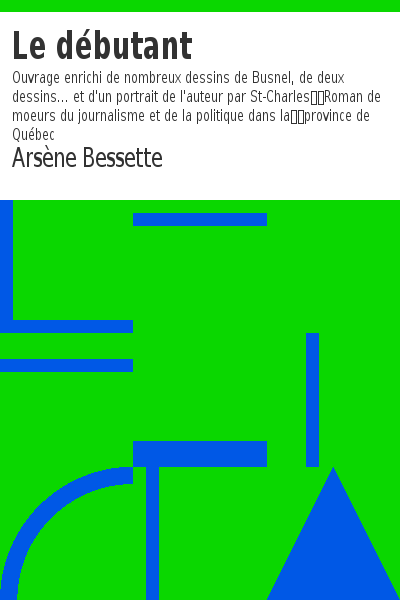 Le débutant
Ouvrage enrichi de nombreux dessins de Busnel, de deux
dessins... et d'un portrait de l'auteur par St-Charles▯▯Roman de
moeurs du journalisme et de la politique dans la▯▯province de
Québec
Arsène Bessette